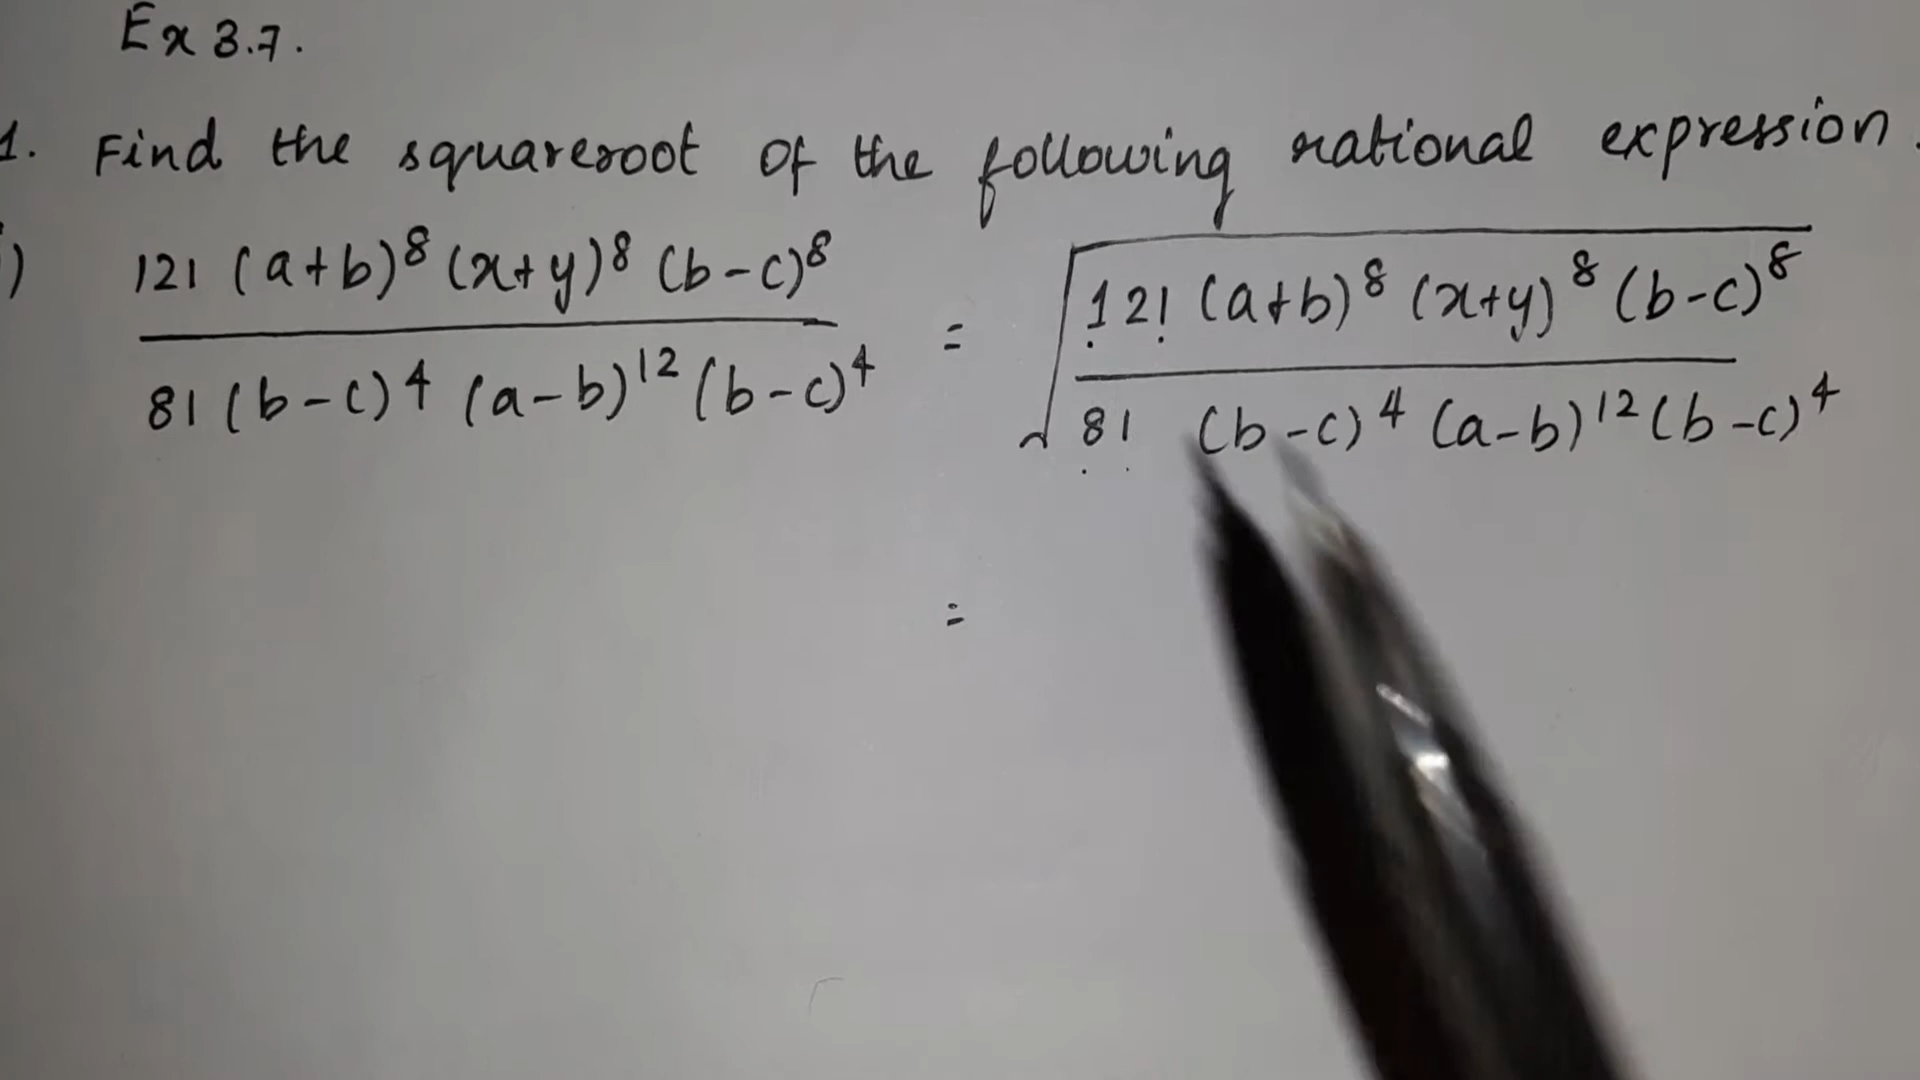 Ex 3.7.
1. Find the squareroot of the following rational expression.
) 121 (a+b)⁸ (x+y)⁸ (b-c)⁸ / 81 (b-c)⁴ (a-b)¹² (b-c)⁴ = √121 (a+b)⁸ (x+y)⁸ (b-c)⁸ / 81 (b-c)⁴ (a-b)¹² (b-c)⁴
=